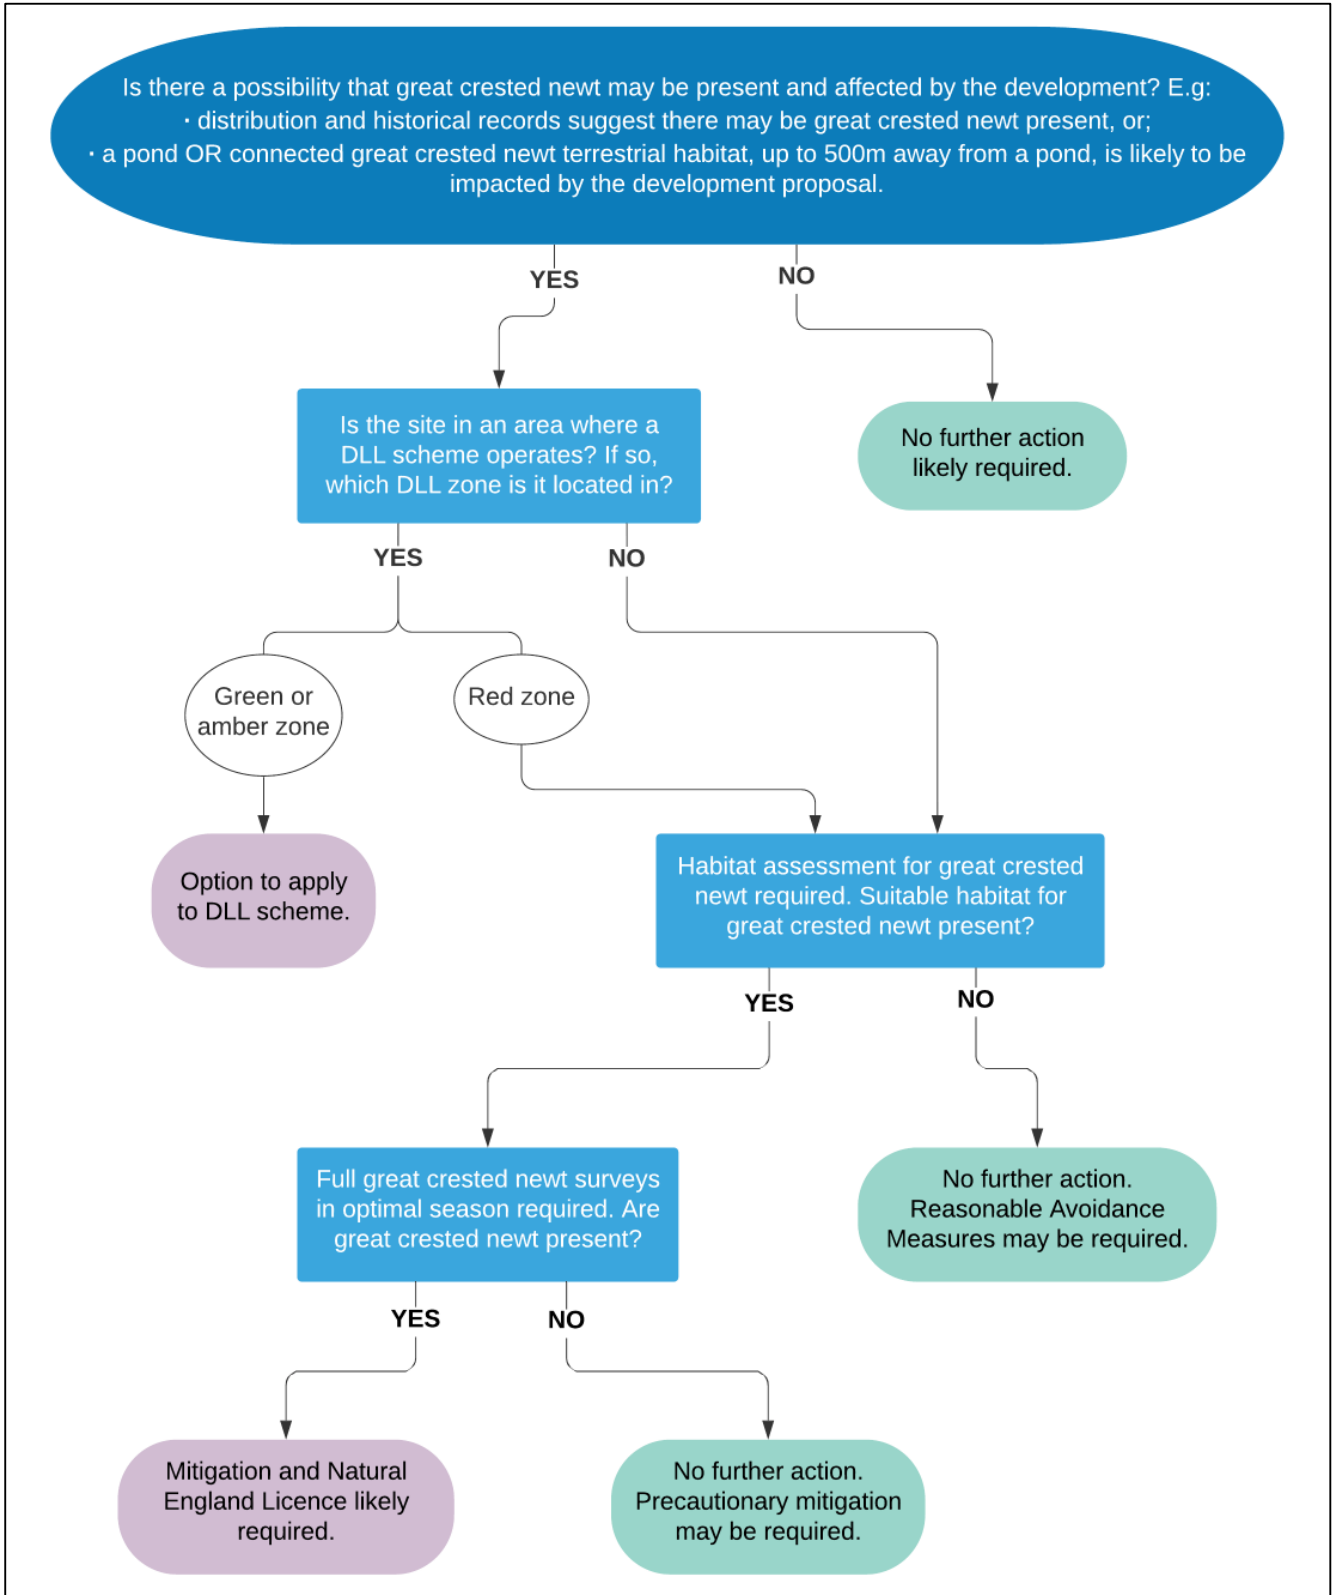 Is there a possibility that great crested newt may be present and affected by the development? E.g:
· distribution and historical records suggest there may be great crested newt present, or;
· a pond OR connected great crested newt terrestrial habitat, up to 500m away from a pond, is likely to be
impacted by the development proposal.
YES
NO
Is the site in an area where a
DLL scheme operates? If so,
which DLL zone is it located in?
No further action
likely required.
YES
NO
Green or
amber zone
Red zone
Option to apply
to DLL scheme.
Habitat assessment for great crested
newt required. Suitable habitat for
great crested newt present?
YES
NO
Full great crested newt surveys
in optimal season required. Are
great crested newt present?
No further action.
Reasonable Avoidance
Measures may be required.
YES
NO
Mitigation and Natural
England Licence likely
required.
No further action.
Precautionary mitigation
may be required.